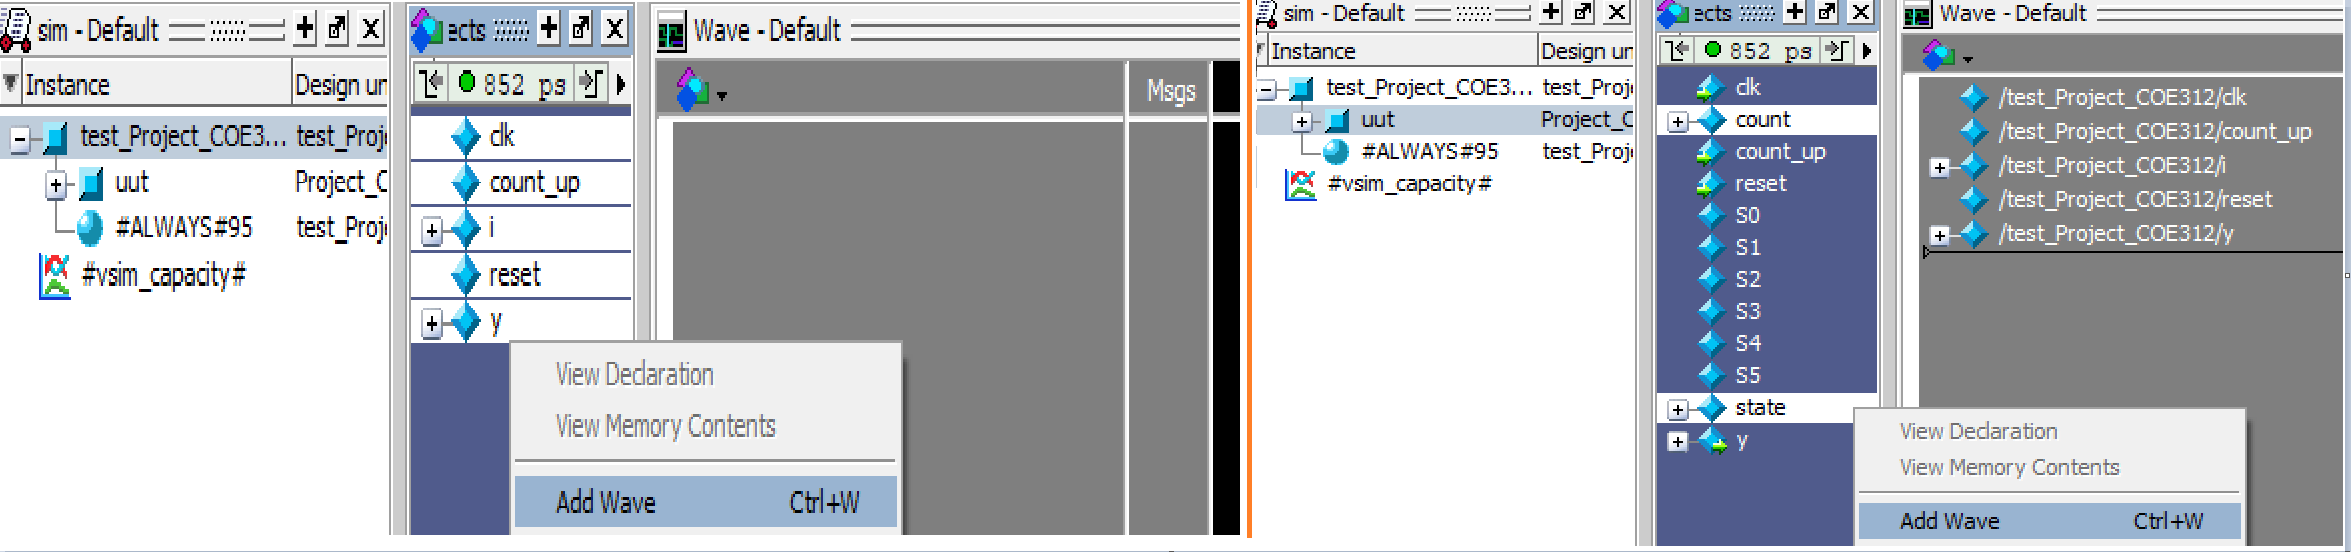 sim - Default
Instance
Design un
test_Project_COE3... test_Proj
uut
Project_C
#ALWAYS#95
test_Proj
#vsim_capacity#
ects
852 ps
clk
count_up
i
reset
y
View Declaration
View Memory Contents
Add Wave Ctrl+W
Wave - Default
Msgs
sim - Default
Instance
Design un
test_Project_COE3... test_Proj
uut
Project_C
#ALWAYS#95
test_Proj
#vsim_capacity#
ects
852 ps
clk
count
count_up
reset
S0
S1
S2
S3
S4
S5
state
y
View Declaration
View Memory Contents
Add Wave Ctrl+W
Wave - Default
/test_Project_COE312/clk
/test_Project_COE312/count_up
/test_Project_COE312/i
/test_Project_COE312/reset
/test_Project_COE312/y